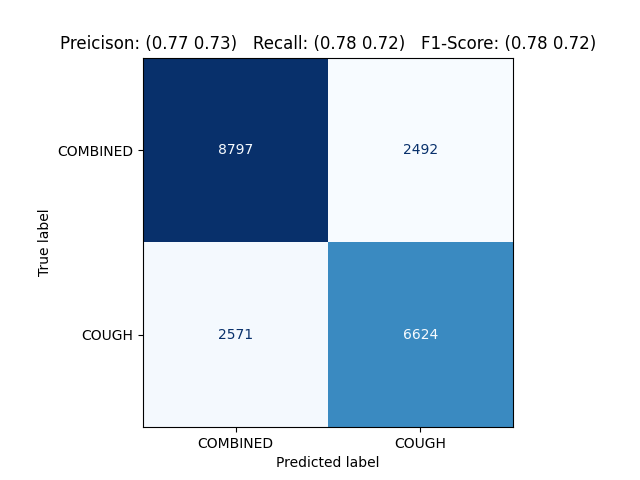 Preicison: (0.77 0.73)   Recall: (0.78 0.72)   F1-Score: (0.78 0.72)
COMBINED
8797
2492
True label
COUGH
2571
6624
COMBINED
COUGH
Predicted label